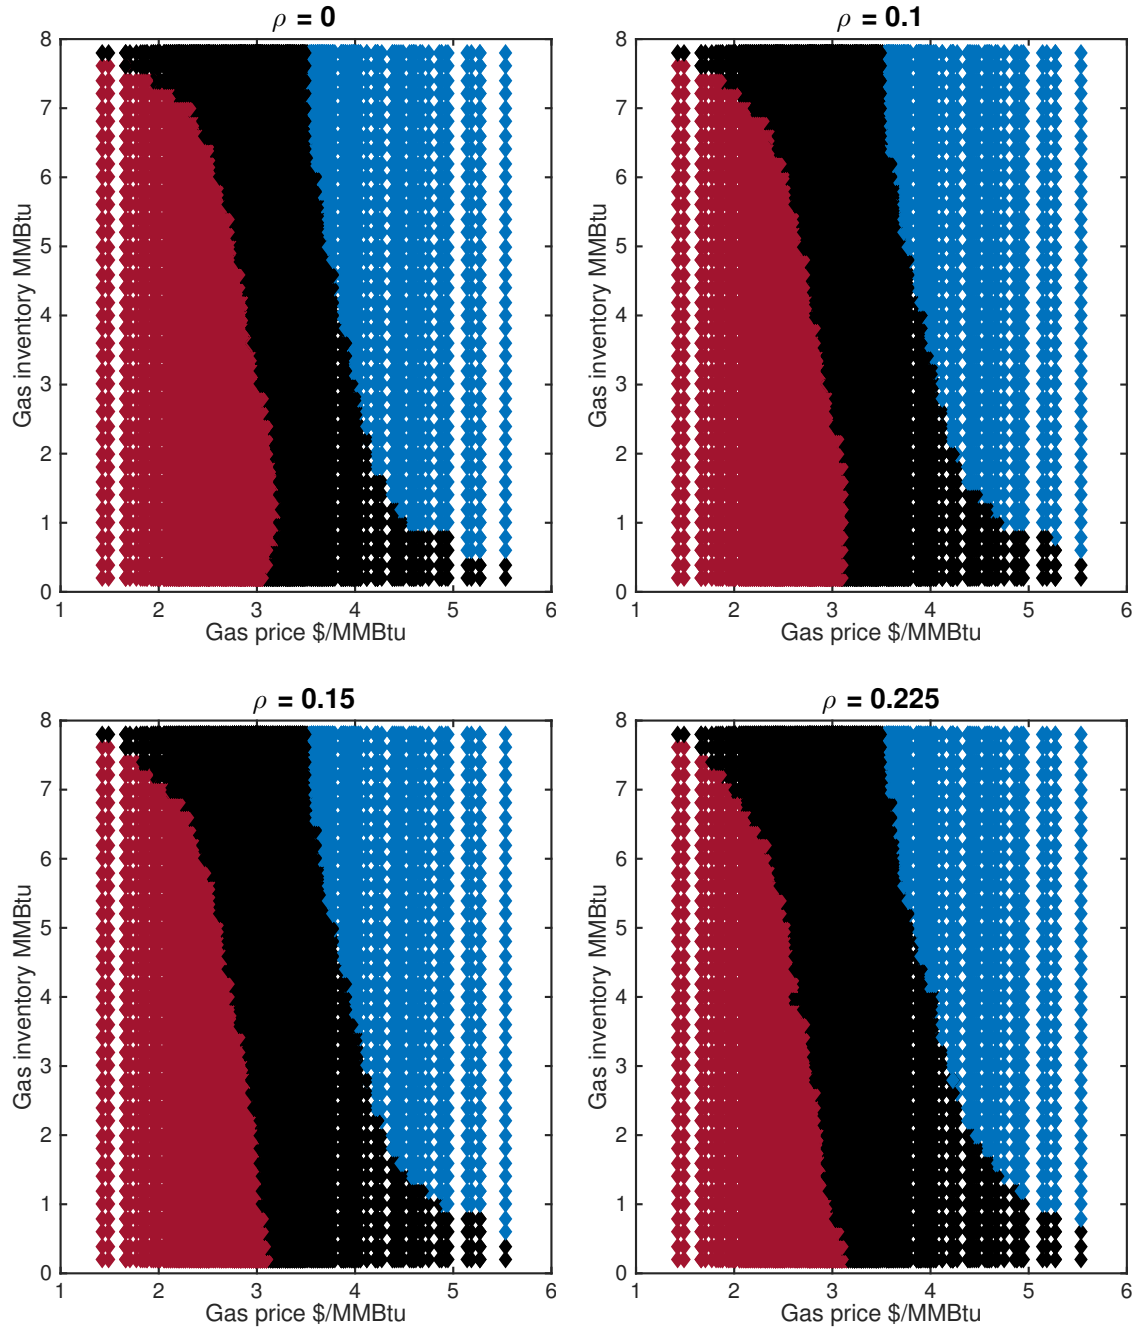 ρ = 0
8
7
6
5
4
3
2
1
0
Gas inventory MMBtu
1 2 3 4 5 6
Gas price $/MMBtu
ρ = 0.1
8
7
6
5
4
3
2
1
0
Gas inventory MMBtu
1 2 3 4 5 6
Gas price $/MMBtu
ρ = 0.15
8
7
6
5
4
3
2
1
0
Gas inventory MMBtu
1 2 3 4 5 6
Gas price $/MMBtu
ρ = 0.225
8
7
6
5
4
3
2
1
0
Gas inventory MMBtu
1 2 3 4 5 6
Gas price $/MMBtu